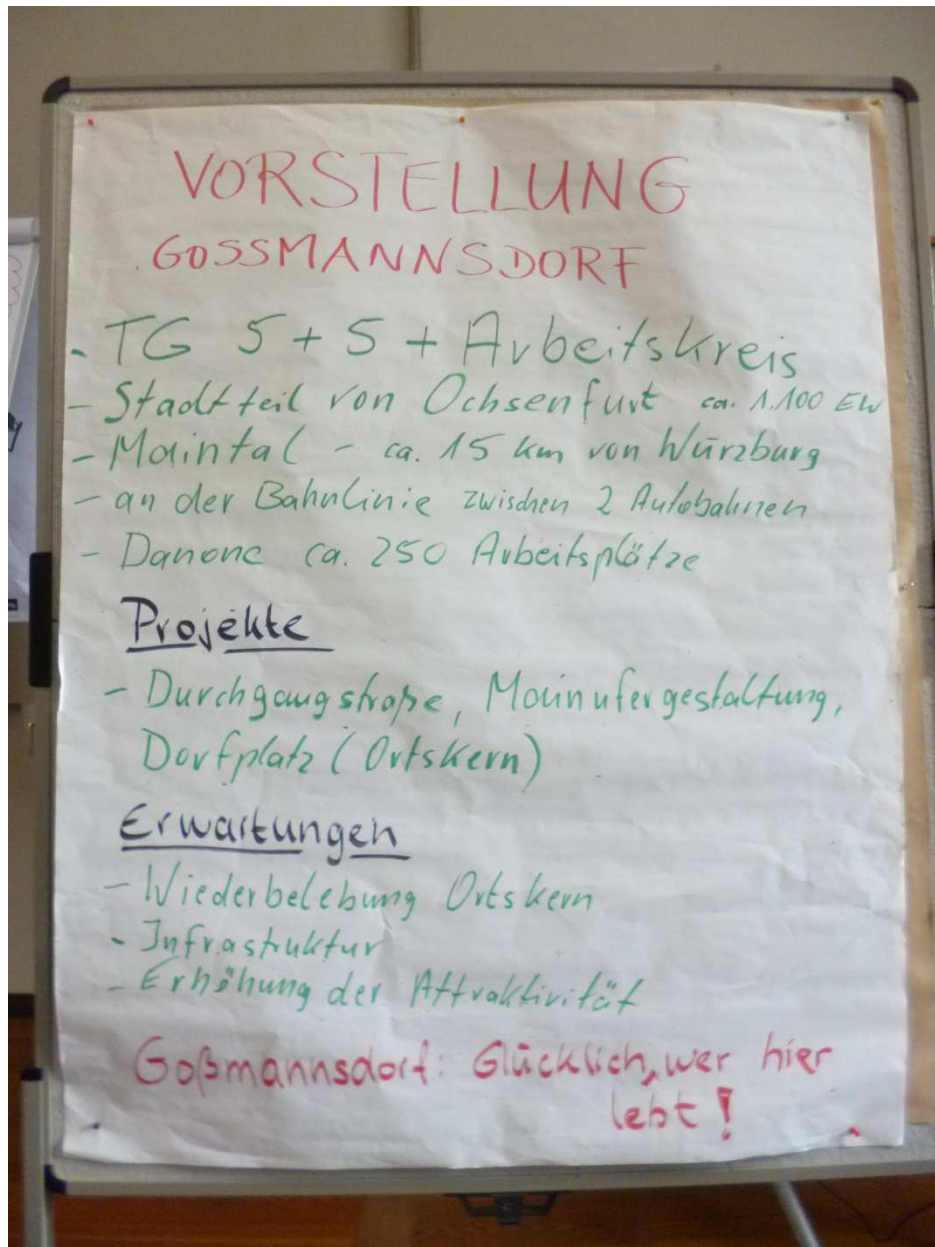 VORSTELLUNG
GOSSMANNSDORF
- TG 5 + 5 + Arbeitskreis
- Stadtteil von Ochsenfurt ca. 1.100 EW
- Maintal - ca. 15 km von Würzburg
- an der Bahnlinie zwischen 2 Autobahnen
- Danone ca. 250 Arbeitsplätze
Projekte
- Durchgangstraße, Mainufergestaltung,
Dorfplatz (Ortskern)
Erwartungen
- Wiederbelebung Ortskern
- Infrastruktur
- Erhöhung der Attraktivität
Goßmannsdorf: Glücklich, wer hier
lebt!